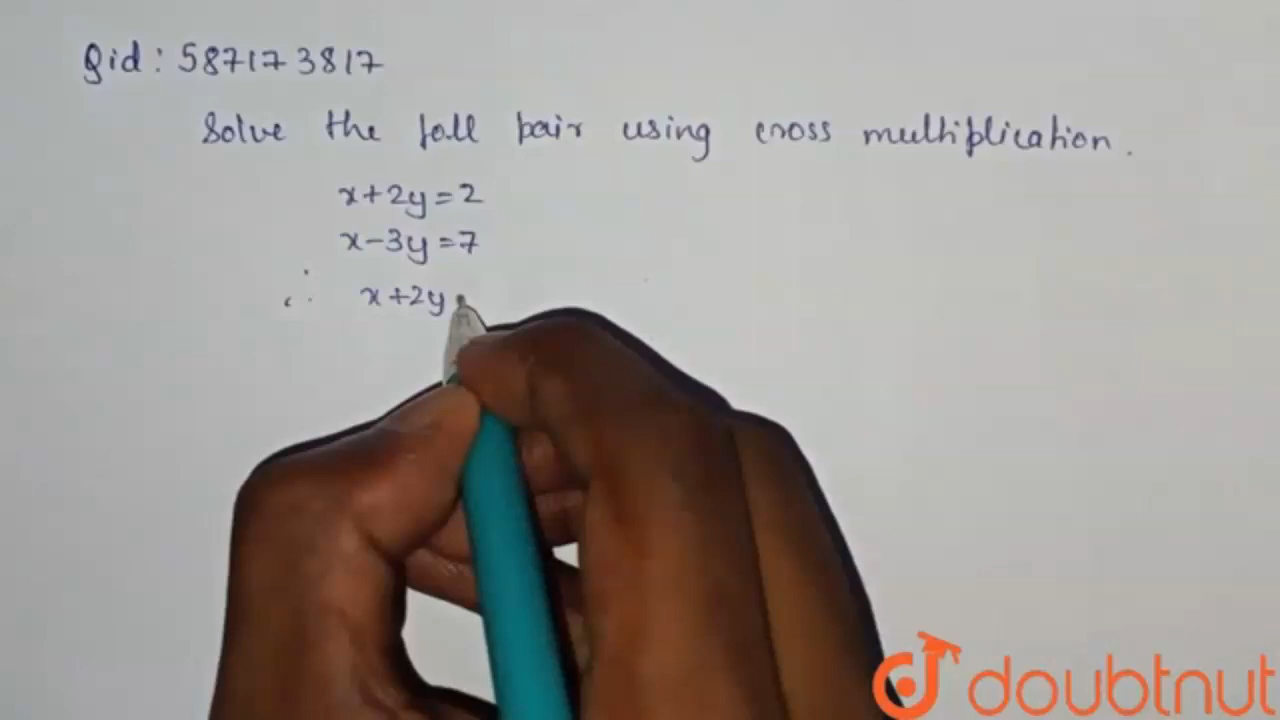 Qid : 587173817
Solve the foll pair using cross multiplication.
x+2y=2
x-3y=7
∴ x+2y
doubtnut